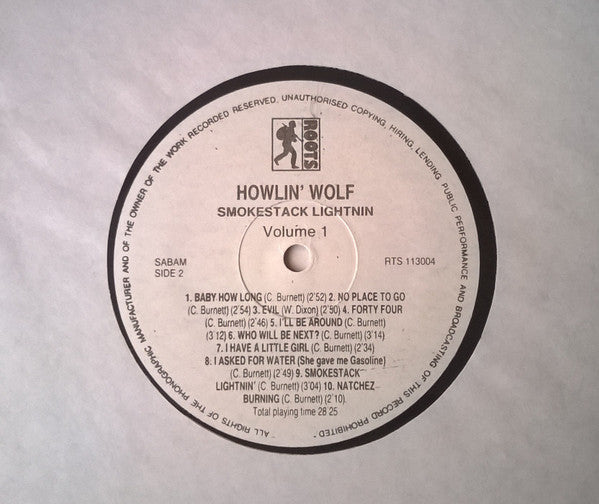 ALL RIGHTS OF THE PHONOGRAPHIC MANUFACTURER AND OF THE OWNER OF THE WORK RECORDED RESERVED. UNAUTHORISED COPYING, HIRING, LENDING, PUBLIC PERFORMANCE AND BROADCASTING OF THIS RECORD PROHIBITED"
ROOTS
HOWLIN' WOLF
SMOKESTACK LIGHTNIN
Volume 1
SABAM
SIDE 2
RTS 113004
1. BABY HOW LONG (C. Burnett) (2'52) 2. NO PLACE TO GO
(C. Burnett) (2'54) 3. EVIL (W. Dixon) (2'50) 4. FORTY FOUR
(C. Burnett) (2'46) 5. I'LL BE AROUND (C. Burnett)
(3 12) 6. WHO WILL BE NEXT? (C. Burnett) (3'14)
7. I HAVE A LITTLE GIRL (C. Burnett) (2'34)
8. I ASKED FOR WATER (She gave me Gasoline)
(C. Burnett) (2'49) 9. SMOKESTACK
LIGHTNIN' (C. Burnett) (3'04) 10. NATCHEZ
BURNING (C. Burnett) (2'10).
Total playing time 28 25